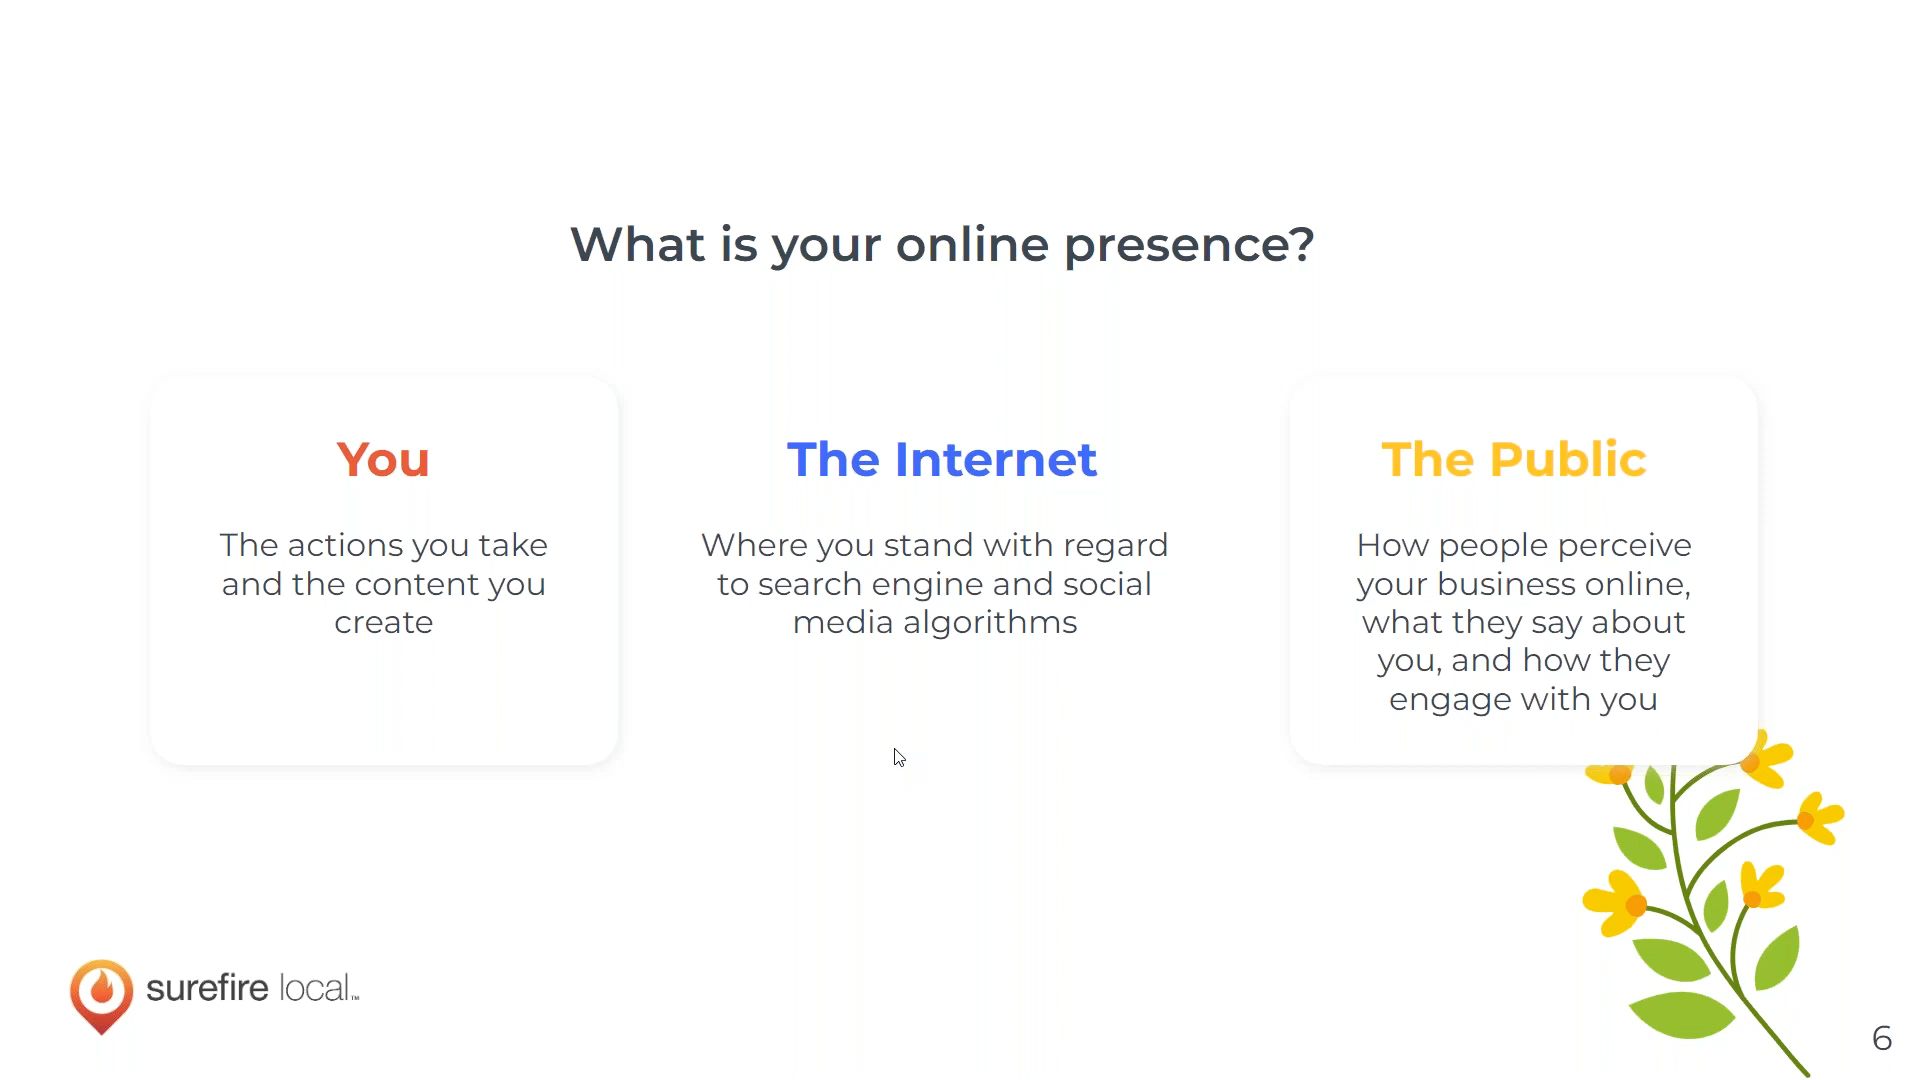 What is your online presence?
You
The actions you take
and the content you
create
The Internet
Where you stand with regard
to search engine and social
media algorithms
The Public
How people perceive
your business online,
what they say about
you, and how they
engage with you
surefire local™
6